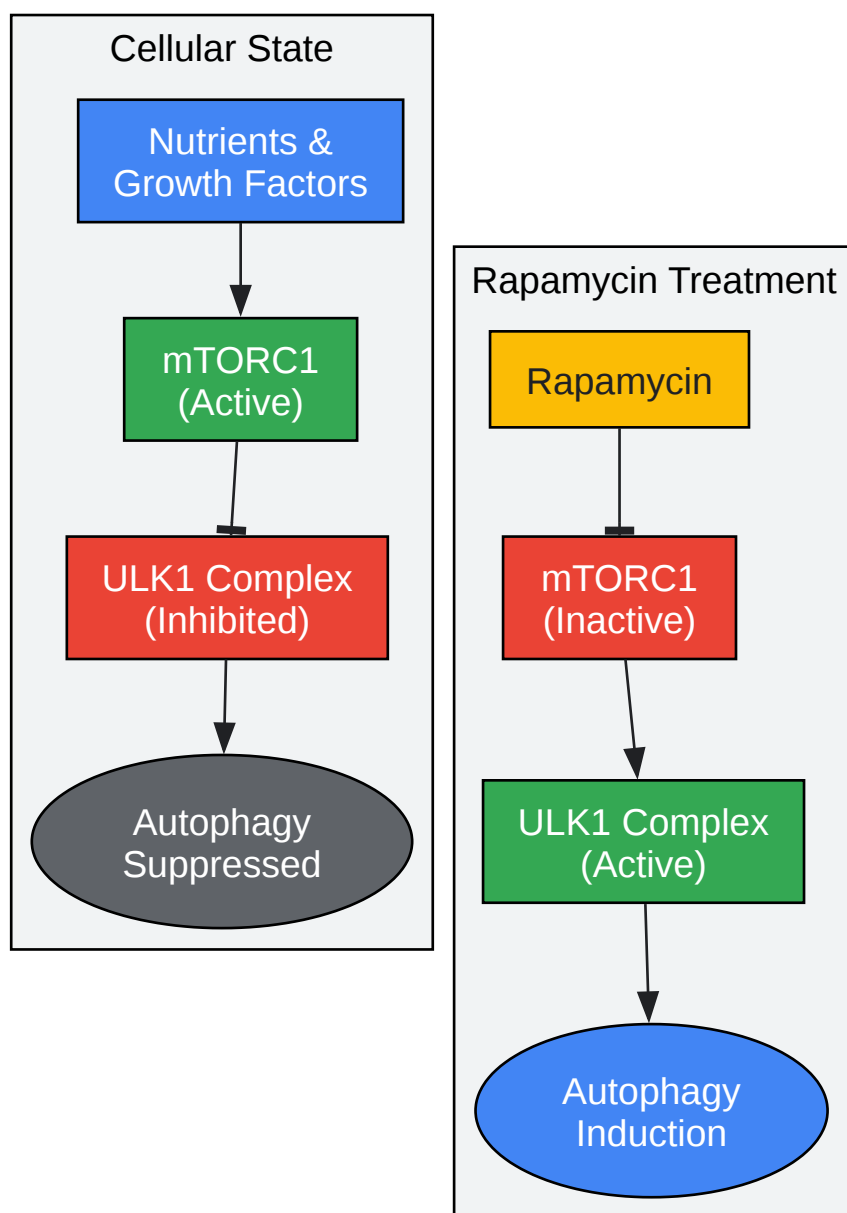 Cellular State
Nutrients &
Growth Factors
mTORC1
(Active)
ULK1 Complex
(Inhibited)
Autophagy
Suppressed
Rapamycin Treatment
Rapamycin
mTORC1
(Inactive)
ULK1 Complex
(Active)
Autophagy
Induction